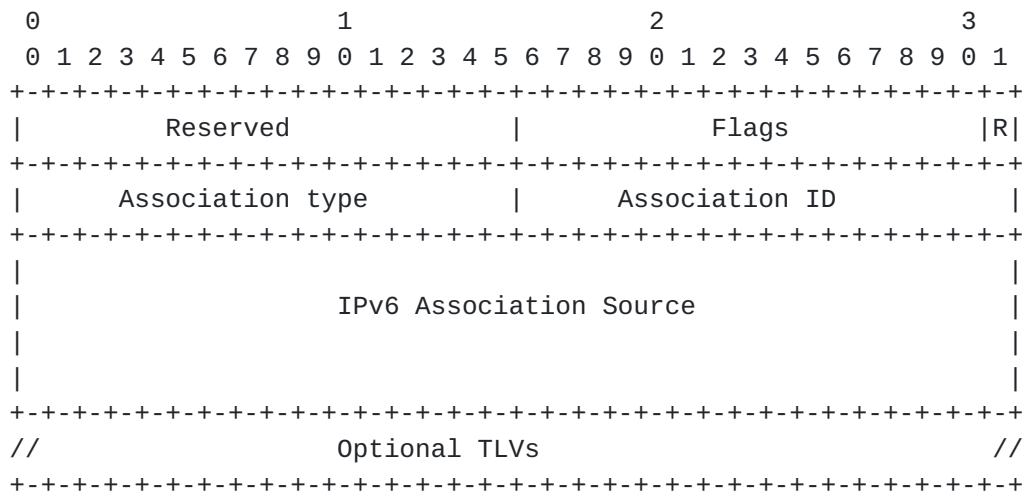 0                   1                   2                   3
 0 1 2 3 4 5 6 7 8 9 0 1 2 3 4 5 6 7 8 9 0 1 2 3 4 5 6 7 8 9 0 1
+-+-+-+-+-+-+-+-+-+-+-+-+-+-+-+-+-+-+-+-+-+-+-+-+-+-+-+-+-+-+-+-+
|         Reserved              |            Flags            |R|
+-+-+-+-+-+-+-+-+-+-+-+-+-+-+-+-+-+-+-+-+-+-+-+-+-+-+-+-+-+-+-+-+
|      Association type         |      Association ID           |
+-+-+-+-+-+-+-+-+-+-+-+-+-+-+-+-+-+-+-+-+-+-+-+-+-+-+-+-+-+-+-+-+
|                                                               |
|                    IPv6 Association Source                    |
|                                                               |
|                                                               |
+-+-+-+-+-+-+-+-+-+-+-+-+-+-+-+-+-+-+-+-+-+-+-+-+-+-+-+-+-+-+-+-+
//                   Optional TLVs                             //
+-+-+-+-+-+-+-+-+-+-+-+-+-+-+-+-+-+-+-+-+-+-+-+-+-+-+-+-+-+-+-+-+